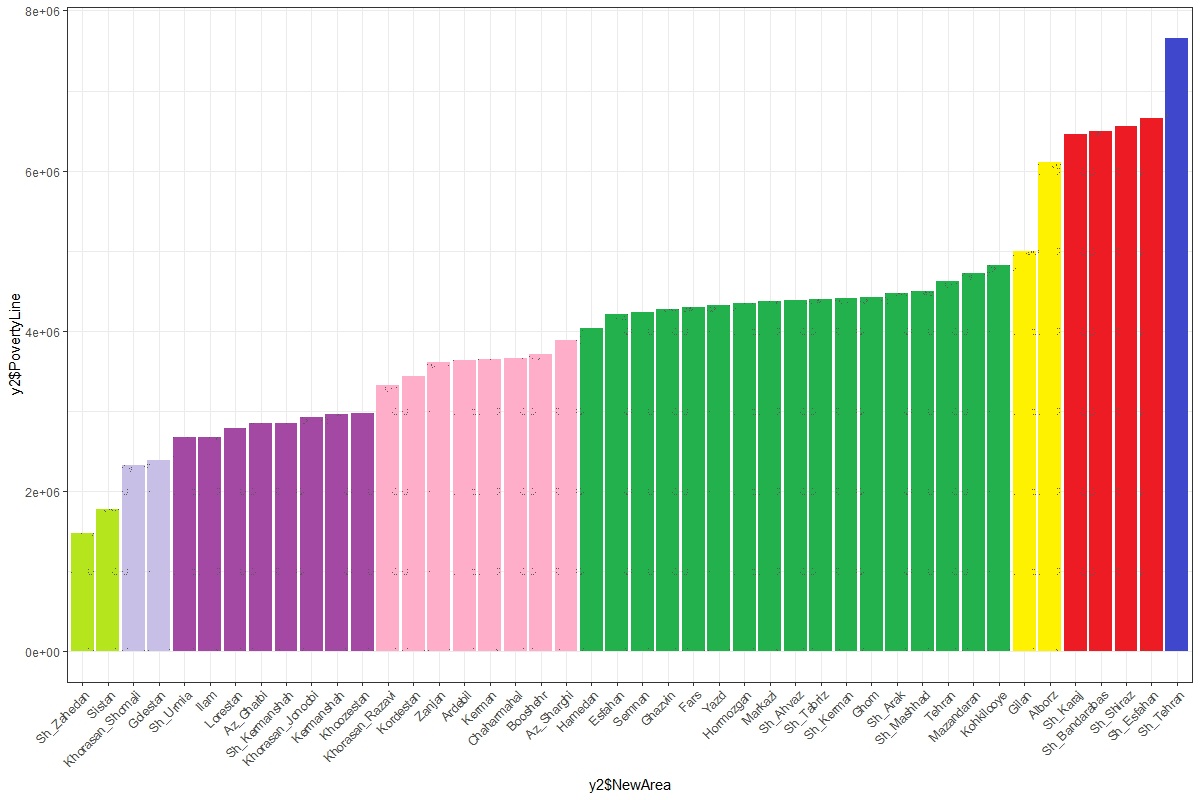 8e+06
6e+06
4e+06
2e+06
0e+00
y2$PovertyLine
Sh_Zahedan
Sistan
Khorasan_Shomali
Golestan
Sh_Urmia
Ilam
Lorestan
Az_Gharbi
Sh_Kermanshah
Khorasan_Jonoobi
Kermanshah
Khoozestan
Khorasan_Razavi
Kordestan
Zanjan
Ardebil
Kerman
Chaharmahal
Booshehr
Az_Sharghi
Hamedan
Esfahan
Semnan
Ghazvin
Fars
Yazd
Hormozgan
Markazi
Sh_Ahvaz
Sh_Tabriz
Sh_Kerman
Ghom
Sh_Arak
Sh_Mashhad
Tehran
Mazandaran
Kohkilooye
Gilan
Alborz
Sh_Karaj
Sh_Bandarabas
Sh_Shiraz
Sh_Esfahan
Sh_Tehran
y2$NewArea